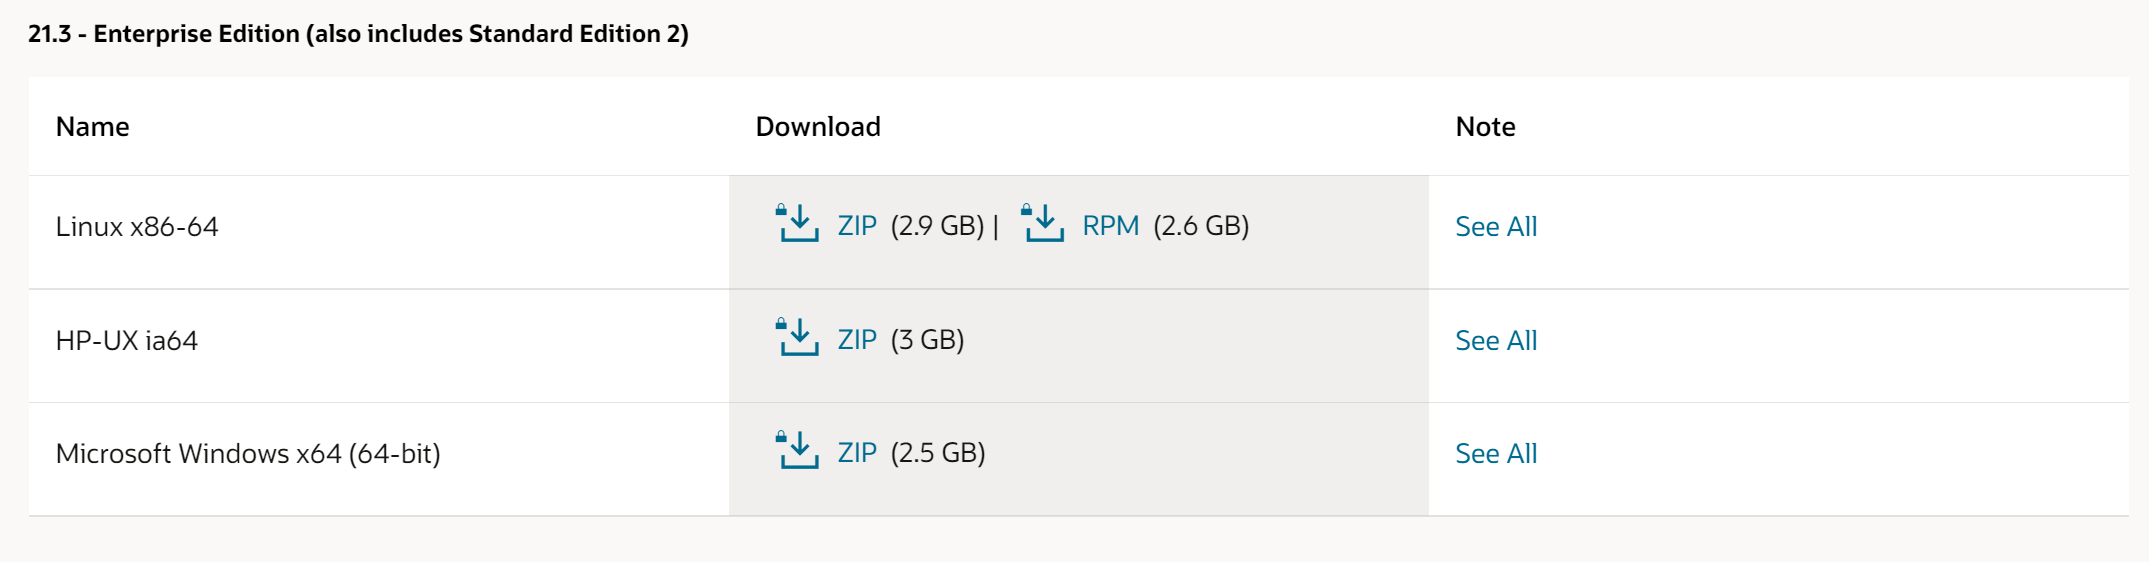 21.3 - Enterprise Edition (also includes Standard Edition 2)
Name Download Note
Linux x86-64 ZIP (2.9 GB) | RPM (2.6 GB) See All
HP-UX ia64 ZIP (3 GB) See All
Microsoft Windows x64 (64-bit) ZIP (2.5 GB) See All